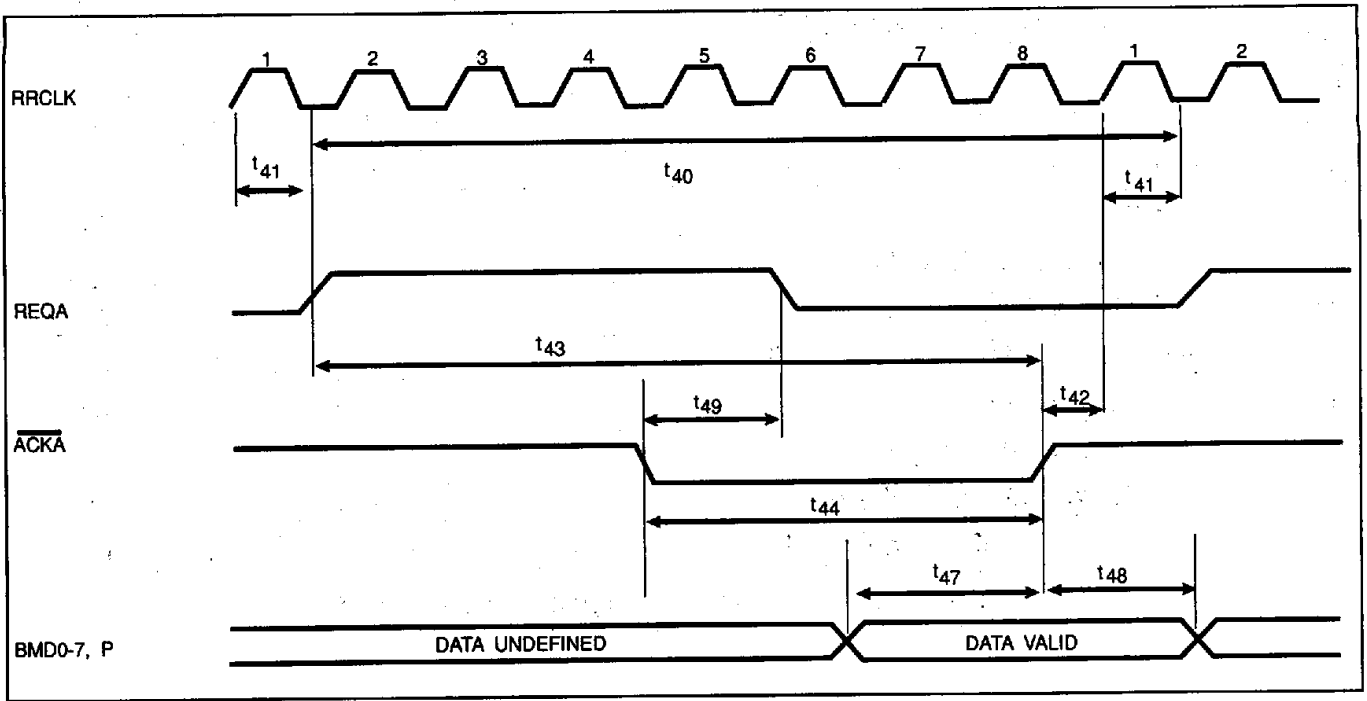 1 2 3 4 5 6 7 8 1 2
RRCLK
t41
t40
t41
REQA
t43
t49
t42
ACKA
t44
t47
t48
BMD0-7, P
DATA UNDEFINED
DATA VALID